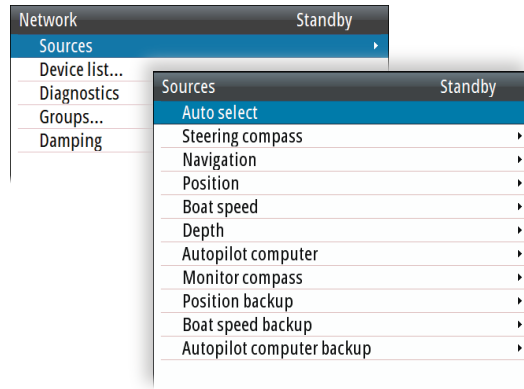 Network Standby
Sources
Device list...
Diagnostics
Groups...
Damping
Sources Standby
Auto select
Steering compass
Navigation
Position
Boat speed
Depth
Autopilot computer
Monitor compass
Position backup
Boat speed backup
Autopilot computer backup